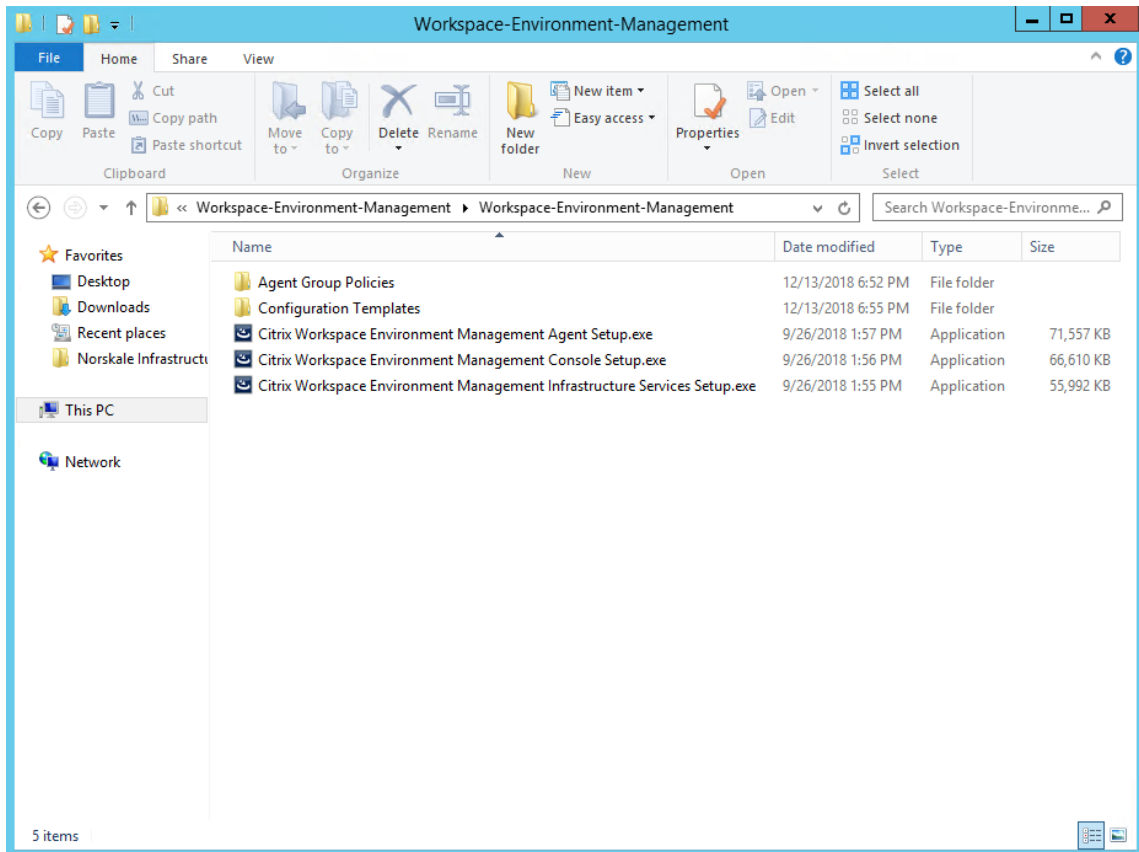 Workspace-Environment-Management
File Home Share View
Copy Paste Cut Copy path Paste shortcut
Clipboard
Move to Copy to Delete Rename
Organize
New folder New item Easy access
New
Properties Open Edit
Open
Select all
Select none
Invert selection
Select
« Workspace-Environment-Management Workspace-Environment-Management
Search Workspace-Environme...
Favorites
Desktop
Downloads
Recent places
Norskale Infrastructu
This PC
Network
Name Date modified Type Size
Agent Group Policies 12/13/2018 6:52 PM File folder
Configuration Templates 12/13/2018 6:55 PM File folder
Citrix Workspace Environment Management Agent Setup.exe 9/26/2018 1:57 PM Application 71,557 KB
Citrix Workspace Environment Management Console Setup.exe 9/26/2018 1:56 PM Application 66,610 KB
Citrix Workspace Environment Management Infrastructure Services Setup.exe 9/26/2018 1:55 PM Application 55,992 KB
5 items